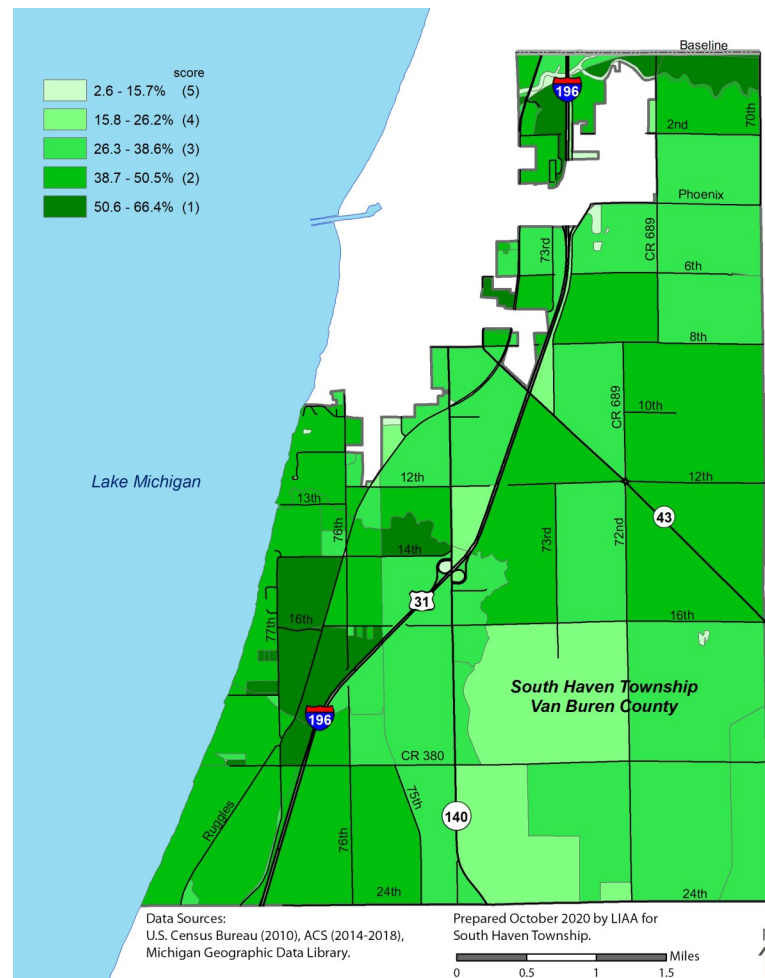 score
2.6 - 15.7% (5)
15.8 - 26.2% (4)
26.3 - 38.6% (3)
38.7 - 50.5% (2)
50.6 - 66.4% (1)
Baseline
196
70th
2nd
Phoenix
CR 689
73rd
6th
8th
CR 689
10th
Lake Michigan
12th
12th
13th
76th
43
73rd
72nd
14th
31
16th
16th
77th
South Haven Township
Van Buren County
196
CR 380
75th
Ruggles
140
76th
24th
24th
Data Sources:
U.S. Census Bureau (2010), ACS (2014-2018),
Michigan Geographic Data Library.
Prepared October 2020 by LIAA for
South Haven Township.
Miles
0 0.5 1 1.5